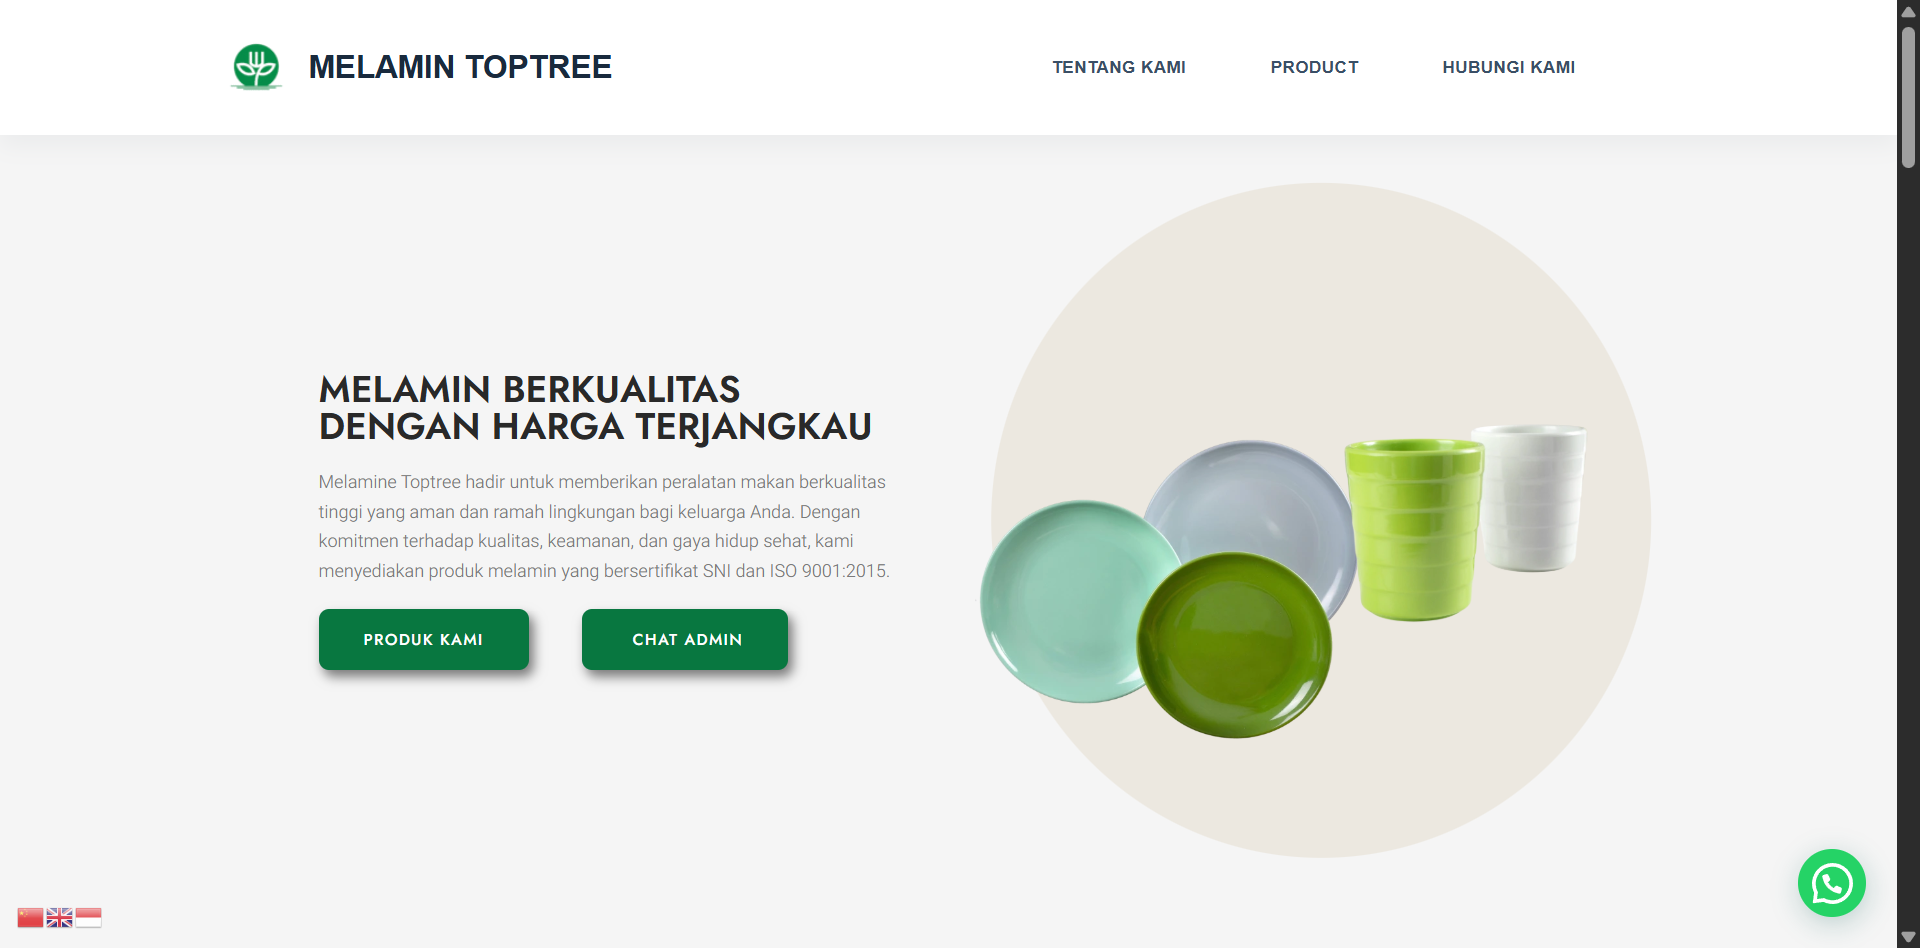 MELAMIN TOPTREE
TENTANG KAMI
PRODUCT
HUBUNGI KAMI
MELAMIN BERKUALITAS
DENGAN HARGA TERJANGKAU
Melamine Toptree hadir untuk memberikan peralatan makan berkualitas
tinggi yang aman dan ramah lingkungan bagi keluarga Anda. Dengan
komitmen terhadap kualitas, keamanan, dan gaya hidup sehat, kami
menyediakan produk melamin yang bersertifikat SNI dan ISO 9001:2015.
PRODUK KAMI
CHAT ADMIN